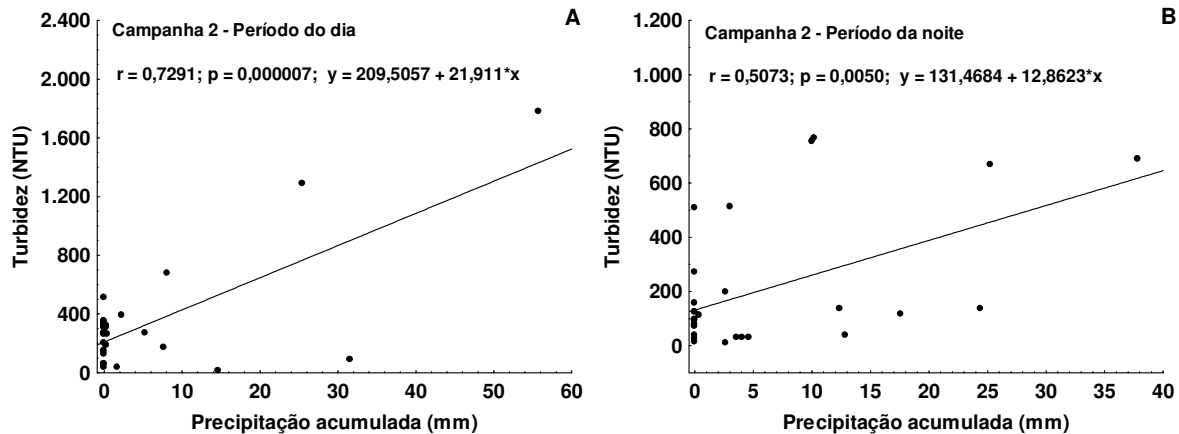 A
Campanha 2 - Período do dia
r = 0,7291; p = 0,000007; y = 209,5057 + 21,911*x
Turbidez (NTU)
2.400
2.000
1.600
1.200
800
400
0
0 10 20 30 40 50 60
Precipitação acumulada (mm)
B
Campanha 2 - Período da noite
r = 0,5073; p = 0,0050; y = 131,4684 + 12,8623*x
Turbidez (NTU)
1.200
1.000
800
600
400
200
0
0 5 10 15 20 25 30 35 40
Precipitação acumulada (mm)